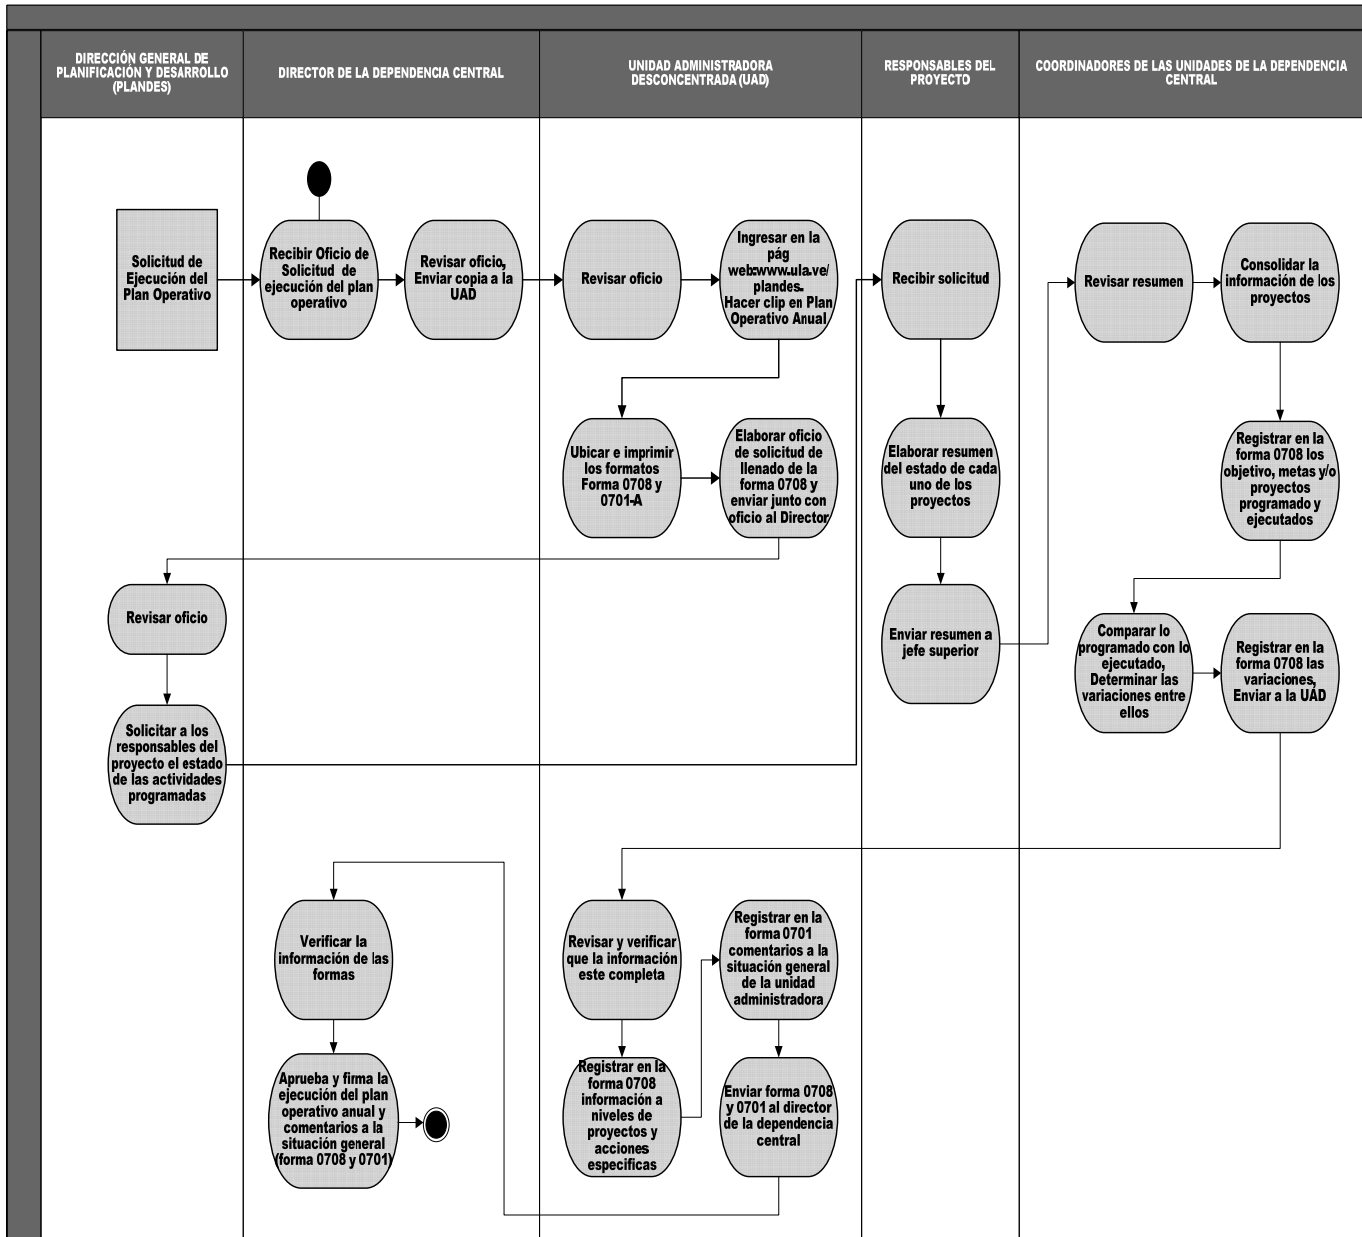 DIRECCIÓN GENERAL DE
PLANIFICACIÓN Y DESARROLLO
(PLANDES)
DIRECTOR DE LA DEPENDENCIA CENTRAL
UNIDAD ADMINISTRADORA
DESCONCENTRADA (UAD)
RESPONSABLES DEL
PROYECTO
COORDINADORES DE LAS UNIDADES DE LA DEPENDENCIA
CENTRAL
Solicitud de
Ejecución del
Plan Operativo
Recibir Oficio de
Solicitud de
ejecución del plan
operativo
Revisar oficio,
Enviar copia a la
UAD
Revisar oficio
Ingresar en la
pág
web:www.ula.ve/
plandes.
Hacer clip en Plan
Operativo Anual
Recibir solicitud
Revisar resumen
Consolidar la
información de los
proyectos
Ubicar e imprimir
los formatos
Forma 0708 y
0701-A
Elaborar oficio
de solicitud de
llenado de la
forma 0708 y
enviar junto con
oficio al Director
Elaborar resumen
del estado de cada
uno de los
proyectos
Registrar en la
forma 0708 los
objetivo, metas y/o
proyectos
programado y
ejecutados
Revisar oficio
Enviar resumen a
jefe superior
Comparar lo
programado con lo
ejecutado,
Determinar las
variaciones entre
ellos
Registrar en la
forma 0708 las
variaciones,
Enviar a la UAD
Solicitar a los
responsables del
proyecto el estado
de las actividades
programadas
Verificar la
información de las
formas
Revisar y verificar
que la información
este completa
Registrar en la
forma 0701
comentarios a la
situación general
de la unidad
administradora
Aprueba y firma la
ejecución del plan
operativo anual y
comentarios a la
situación general
(forma 0708 y 0701)
Registrar en la
forma 0708
información a
niveles de
proyectos y
acciones
especificas
Enviar forma 0708
y 0701 al director
de la dependencia
central